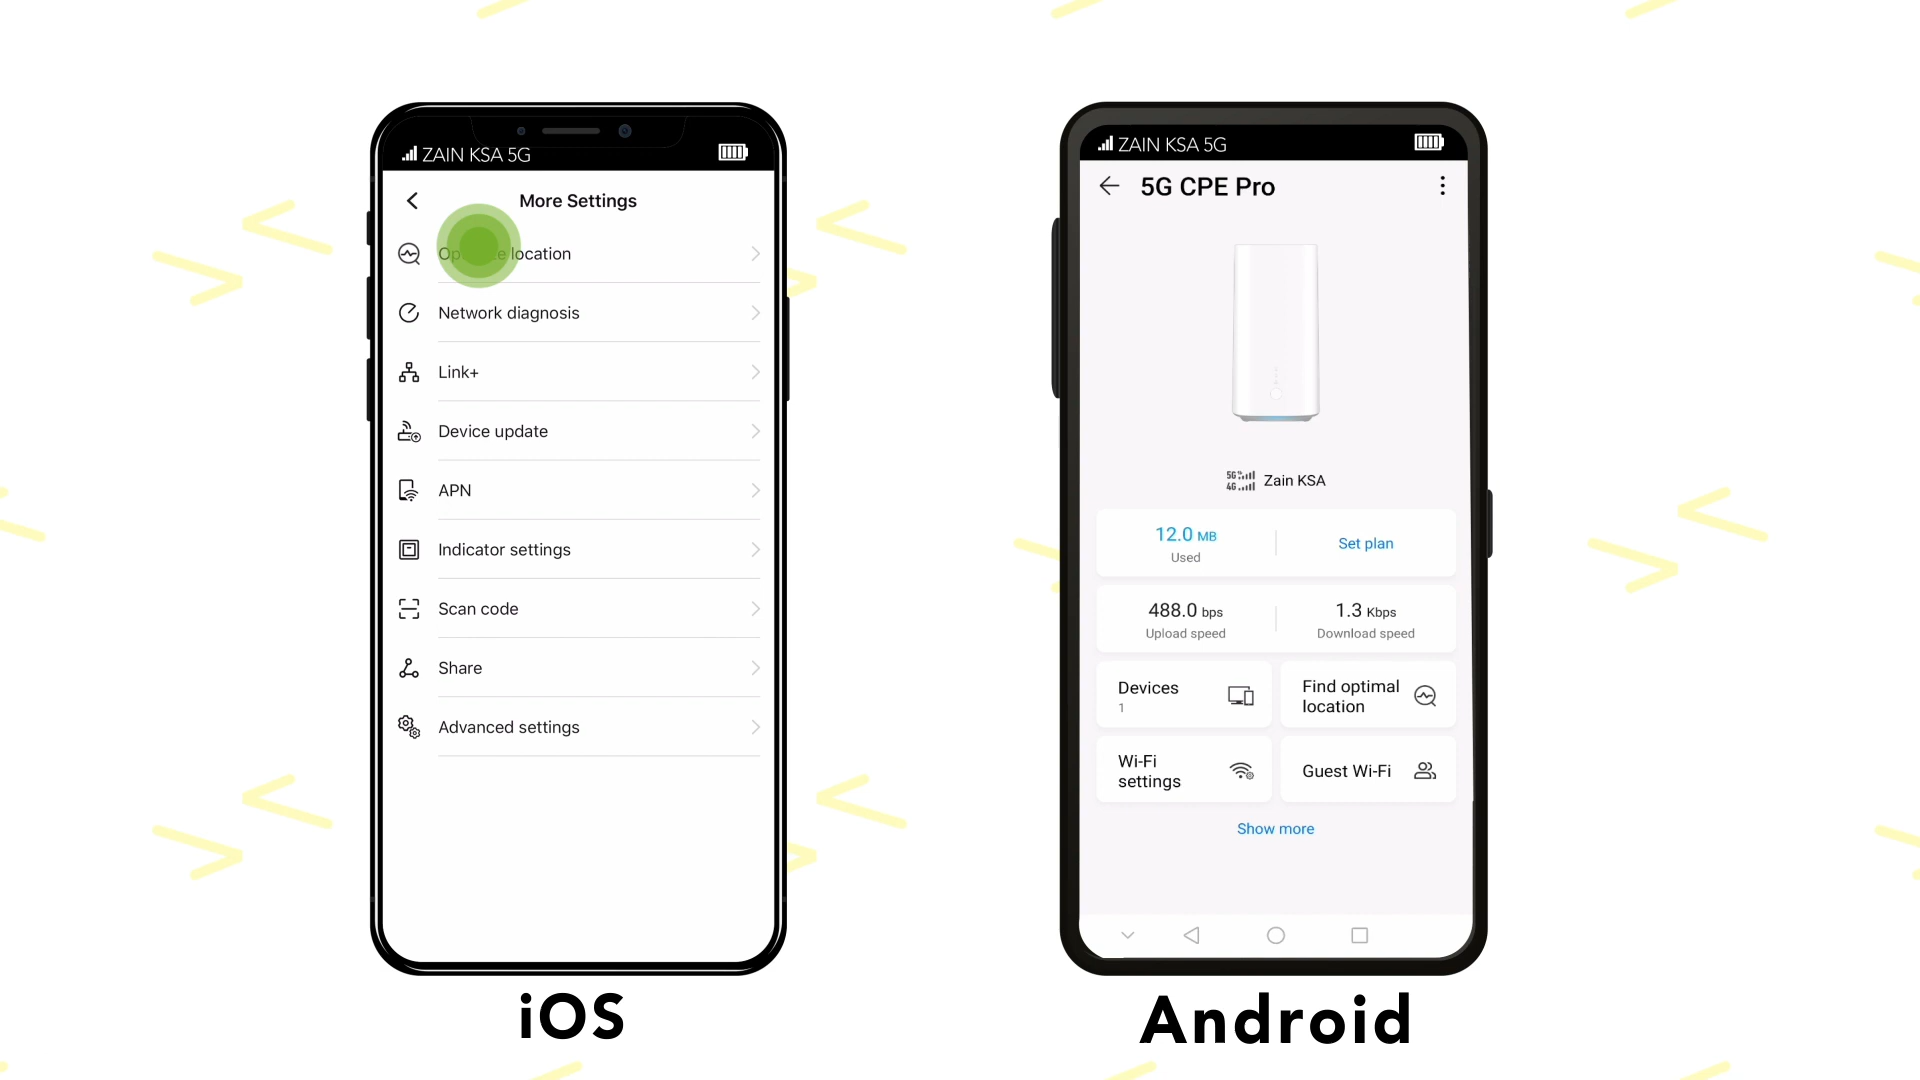 ZAIN KSA 5G
More Settings
location
Network diagnosis
Link+
Device update
APN
Indicator settings
Scan code
Share
Advanced settings
iOS
ZAIN KSA 5G
5G CPE Pro
5G
4G
Zain KSA
12.0 MB
Used
Set plan
488.0 bps
Upload speed
1.3 Kbps
Download speed
Devices
1
Find optimal
location
Wi-Fi
settings
Guest Wi-Fi
Show more
Android